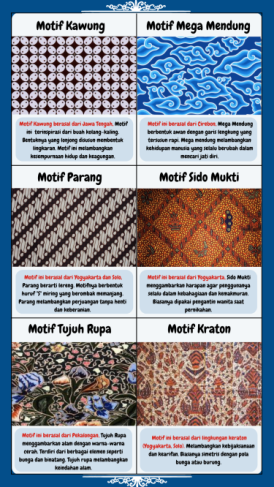 Motif Kawung
Motif Kawung berasal dari Jawa Tengah. Motif
ini terinspirasi dari buah kolang-kaling.
Bentuknya yang lonjong disusun membentuk
lingkaran. Motif ini melambangkan
kesempurnaan hidup dan keagungan.
Motif Mega Mendung
Motif ini berasal dari Cirebon. Mega Mendung
berbentuk awan dengan garis lengkung yang
tersusun rapi. Mega mendung melambangkan
kehidupan manusia yang selalu berubah dalam
mencari jati diri.
Motif Parang
Motif ini berasal dari Yogyakarta dan Solo.
Parang berarti lereng. Motifnya berbentuk
huruf "S" miring yang berombak memanjang.
Parang melambangkan perjuangan tanpa henti
dan keberanian.
Motif Sido Mukti
Motif ini berasal dari Yogyakarta. Sido Mukti
menggambarkan harapan agar penggunanya
selalu dalam kebahagiaan dan kemakmuran.
Biasanya dipakai pengantin wanita saat
pernikahan.
Motif Tujuh Rupa
Motif ini berasal dari Pekalongan. Tujuh Rupa
menggambarkan alam dengan warna-warna
cerah. Terdiri dari berbagai elemen seperti
bunga dan binatang. Tujuh rupa melambangkan
keindahan alam.
Motif Kraton
Motif ini berasal dari lingkungan keraton
(Yogyakarta, Solo). Melambangkan kebijaksanaan
dan kearifan. Biasanya simetris dengan pola
bunga atau burung.